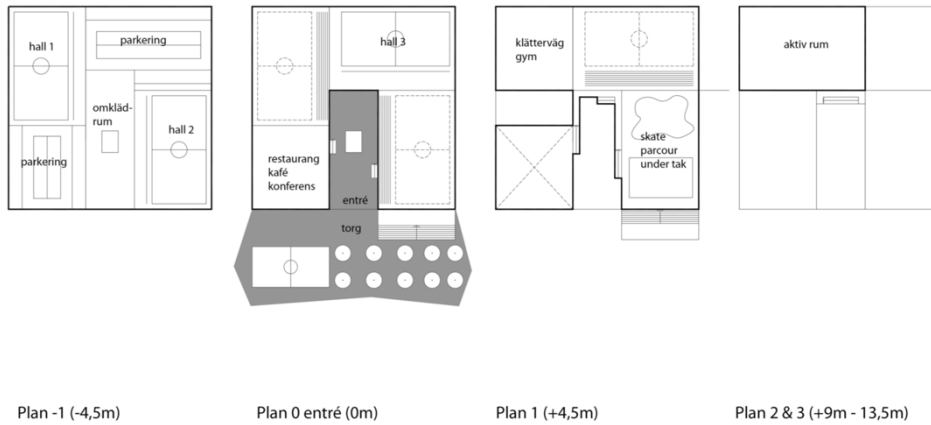 hall 1
parkering
omkläd-
rum
hall 2
parkering
hall 3
restaurang
kafé
konferens
entré
torg
klätterväg
gym
skate
parcour
under tak
aktiv rum
Plan -1 (-4,5m)
Plan 0 entré (0m)
Plan 1 (+4,5m)
Plan 2 & 3 (+9m - 13,5m)